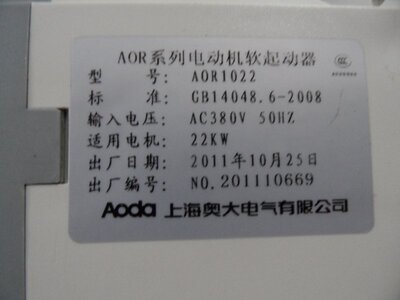 AOR系列电动机软起动器
型 号: AOR1022
标 准: GB14048.6-2008
输入电压: AC380V 50HZ
适用电机: 22KW
出厂日期: 2011年10月25日
出厂编号: NO.201110669
Aoda 上海奥大电气有限公司